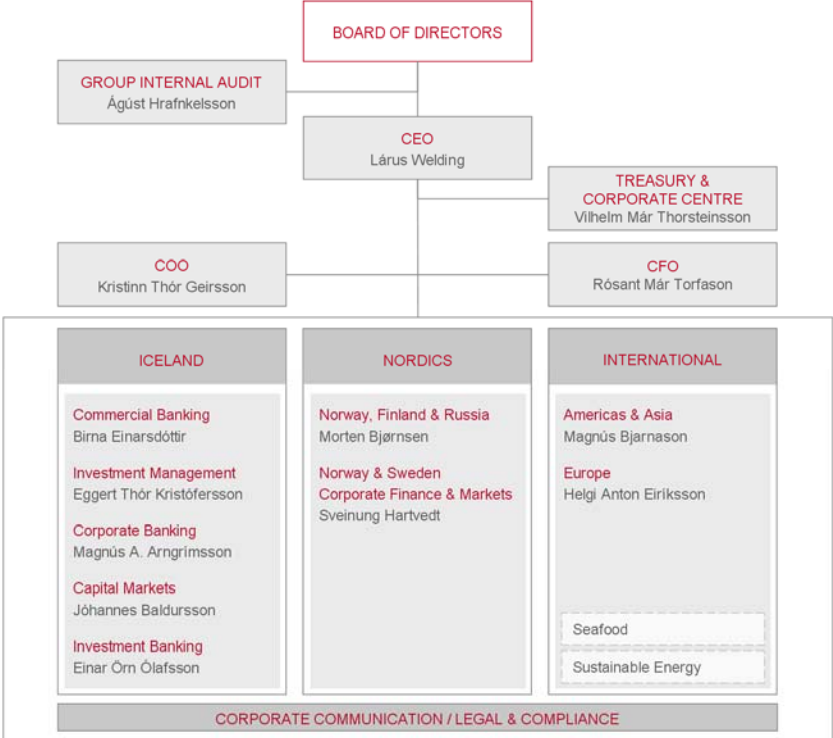 BOARD OF DIRECTORS
GROUP INTERNAL AUDIT
Ágúst Hrafnkelsson
CEO
Lárus Welding
TREASURY &
CORPORATE CENTRE
Vilhelm Már Thorsteinsson
COO
Kristinn Thór Geirsson
CFO
Rósant Már Torfason
ICELAND
Commercial Banking
Birna Einarsdóttir
Investment Management
Eggert Thór Kristófersson
Corporate Banking
Magnús A. Arngrímsson
Capital Markets
Jóhannes Baldursson
Investment Banking
Einar Örn Ólafsson
NORDICS
Norway, Finland & Russia
Morten Bjørnsen
Norway & Sweden
Corporate Finance & Markets
Sveinung Hartvedt
INTERNATIONAL
Americas & Asia
Magnús Bjarnason
Europe
Helgi Anton Eiríksson
Seafood
Sustainable Energy
CORPORATE COMMUNICATION / LEGAL & COMPLIANCE